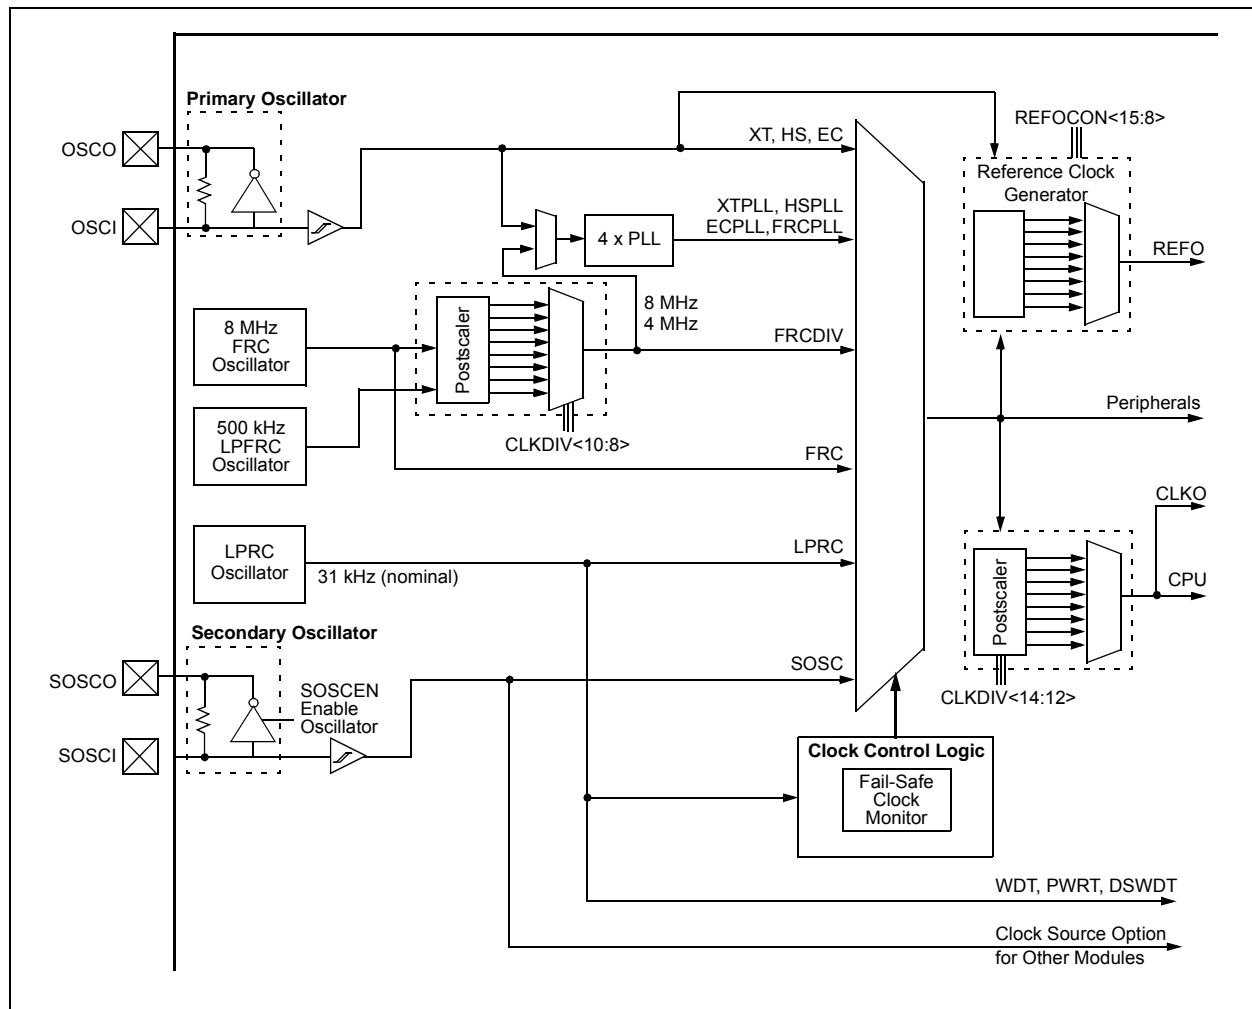 Primary Oscillator
OSCO
OSCI
XT, HS, EC
REFOCON<15:8>
Reference Clock
Generator
REFO
XTPLL, HSPLL
ECPLL,FRCPLL
4 x PLL
8 MHz
4 MHz
8 MHz
FRC
Oscillator
Postscaler
FRCDIV
500 kHz
LPFRC
Oscillator
CLKDIV<10:8>
FRC
Peripherals
CLKO
CPU
LPRC
Oscillator
31 kHz (nominal)
LPRC
Postscaler
CLKDIV<14:12>
Secondary Oscillator
SOSCO
SOSCI
SOSCEN
Enable
Oscillator
SOSC
Clock Control Logic
Fail-Safe
Clock
Monitor
WDT, PWRT, DSWDT
Clock Source Option
for Other Modules